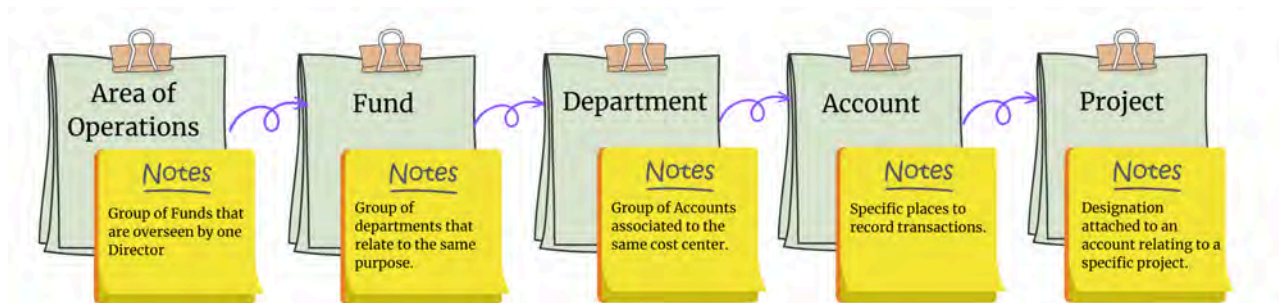 Area of
Operations
Notes
Group of Funds that
are overseen by one
Director
Fund
Notes
Group of
departments that
relate to the same
purpose.
Department
Notes
Group of Accounts
associated to the
same cost center.
Account
Notes
Specific places to
record transactions.
Project
Notes
Designation
attached to an
account relating to a
specific project.